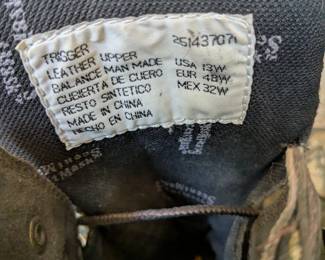 TRIGGER 251437071
LEATHER UPPER
BALANCE MAN MADE USA 13W
CUBIERTA DE CUERO EUR 48W
RESTO SINTETICO MEX 32W
MADE IN CHINA
HECHO EN CHINA